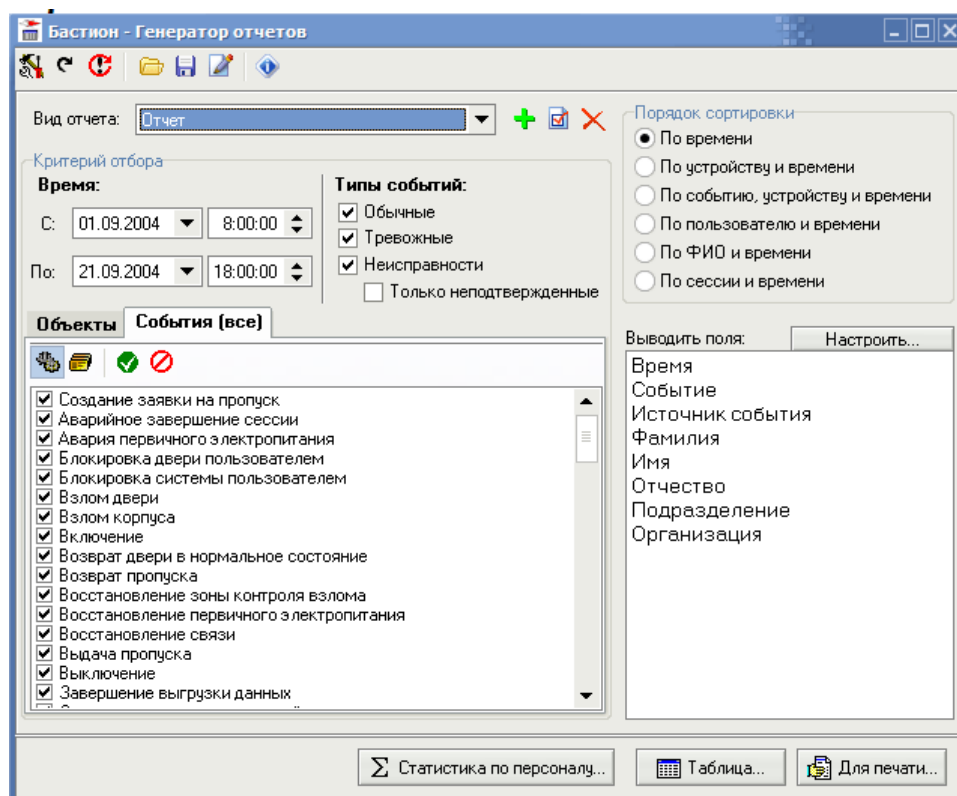 Бастион - Генератор отчетов
Вид отчета: Отчет
Критерий отбора
Время:
С: 01.09.2004 8:00:00
По: 21.09.2004 18:00:00
Типы событий:
Обычные
Тревожные
Неисправности
Только неподтвержденные
Порядок сортировки
По времени
По устройству и времени
По событию, устройству и времени
По пользователю и времени
По ФИО и времени
По сессии и времени
Объекты События (все)
Создание заявки на пропуск
Аварийное завершение сессии
Авария первичного электропитания
Блокировка двери пользователем
Блокировка системы пользователем
Взлом двери
Взлом корпуса
Включение
Возврат двери в нормальное состояние
Возврат пропуска
Восстановление зоны контроля взлома
Восстановление первичного электропитания
Восстановление связи
Выдача пропуска
Выключение
Завершение выгрузки данных
Выводить поля: Настроить...
Время
Событие
Источник события
Фамилия
Имя
Отчество
Подразделение
Организация
Σ Статистика по персоналу... Таблица... Для печати...